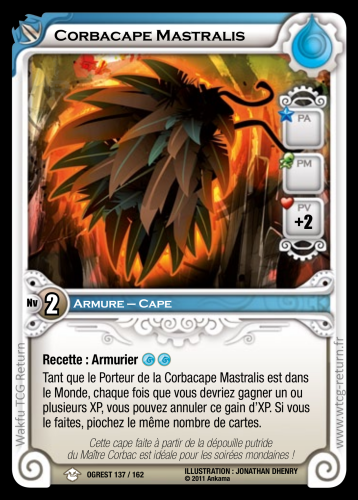 Corbacape Mastralis
PA
PM
PV
+2
Nv 2 Armure – Cape
Recette : Armurier
Tant que le Porteur de la Corbacape Mastralis est dans
le Monde, chaque fois que vous devriez gagner un ou
plusieurs XP, vous pouvez annuler ce gain d'XP. Si vous
le faites, piochez le même nombre de cartes.
Cette cape faite à partir de la dépouille putride
du Maître Corbac est idéale pour les soirées mondaines !
OGREST 137 / 162
ILLUSTRATION : JONATHAN DHENRY
© 2011 Ankama
Wakfu TCG Return
www.wtcg-return.fr